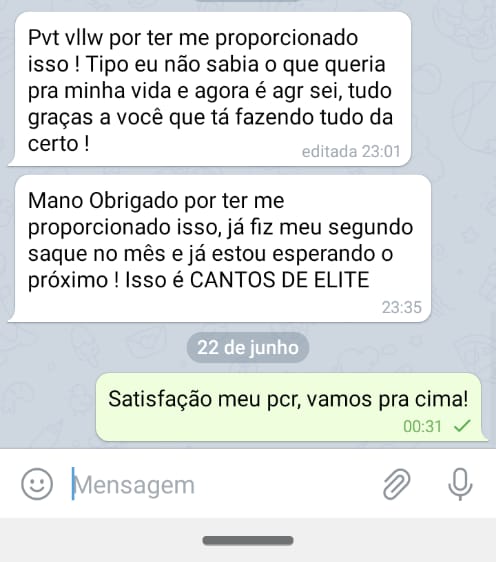 Pvt vllw por ter me proporcionado
isso ! Tipo eu não sabia o que queria
pra minha vida e agora é agr sei, tudo
graças a você que tá fazendo tudo da
certo !
editada 23:01
Mano Obrigado por ter me
proporcionado isso, já fiz meu segundo
saque no mês e já estou esperando o
próximo ! Isso é CANTOS DE ELITE
23:35
22 de junho
Satisfação meu pcr, vamos pra cima!
00:31
Mensagem